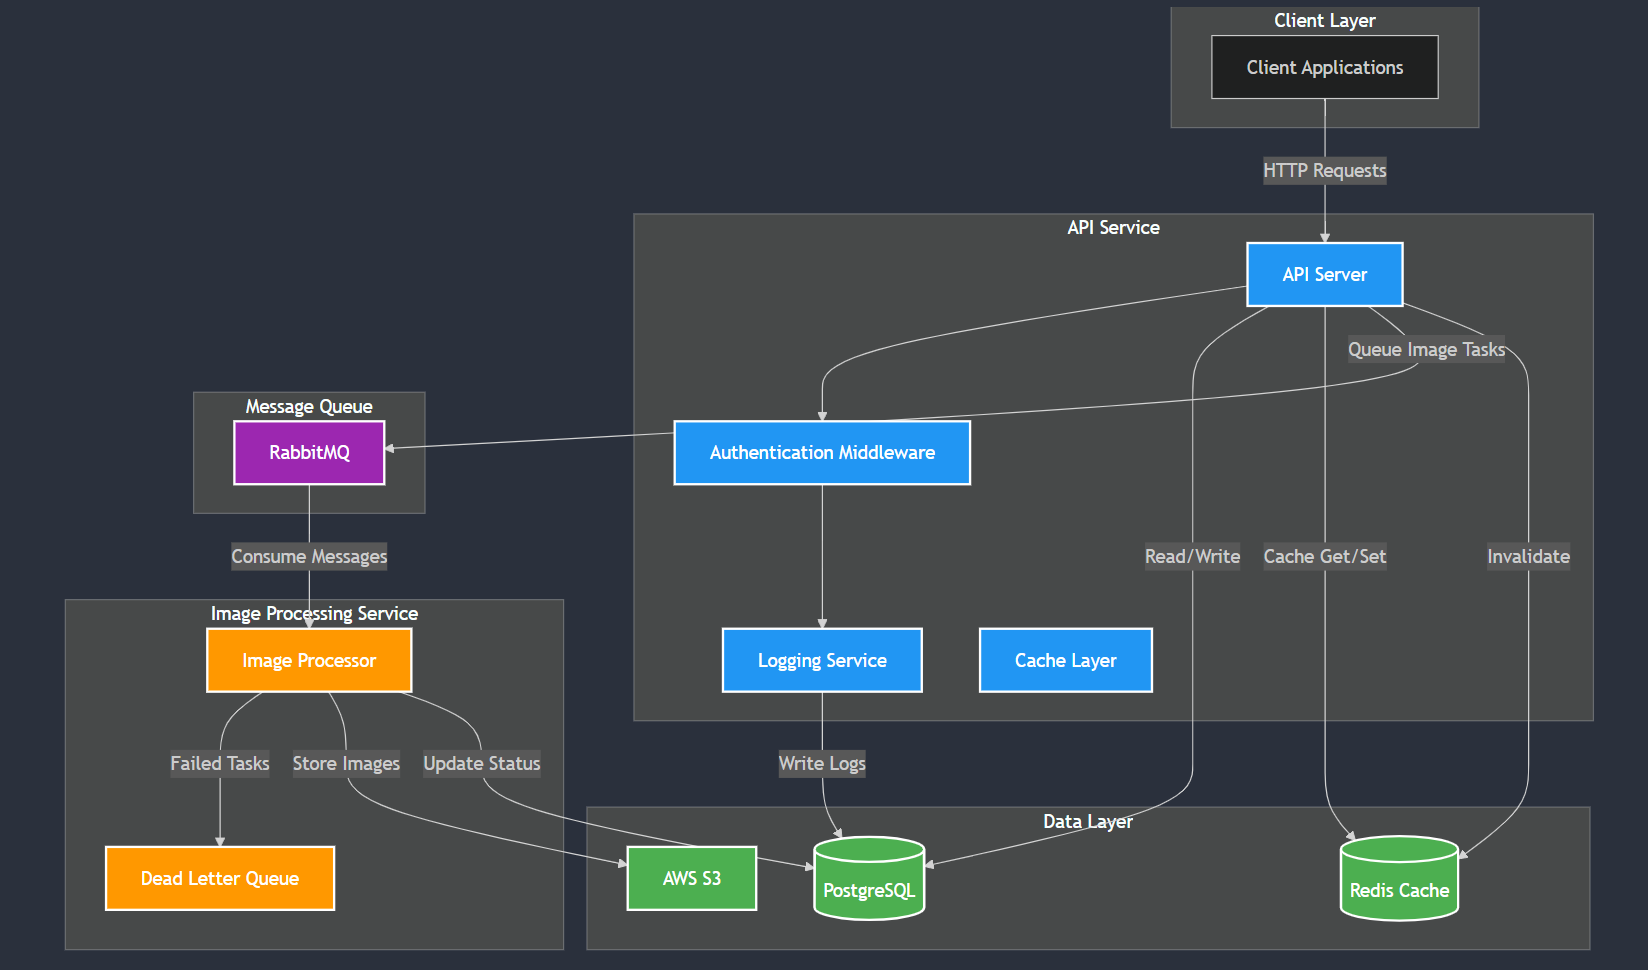 Client Layer
Client Applications
HTTP Requests
API Service
API Server
Queue Image Tasks
Message Queue
RabbitMQ
Authentication Middleware
Consume Messages
Read/Write
Cache Get/Set
Invalidate
Image Processing Service
Image Processor
Logging Service
Cache Layer
Failed Tasks
Store Images
Update Status
Write Logs
Data Layer
Dead Letter Queue
AWS S3
PostgreSQL
Redis Cache